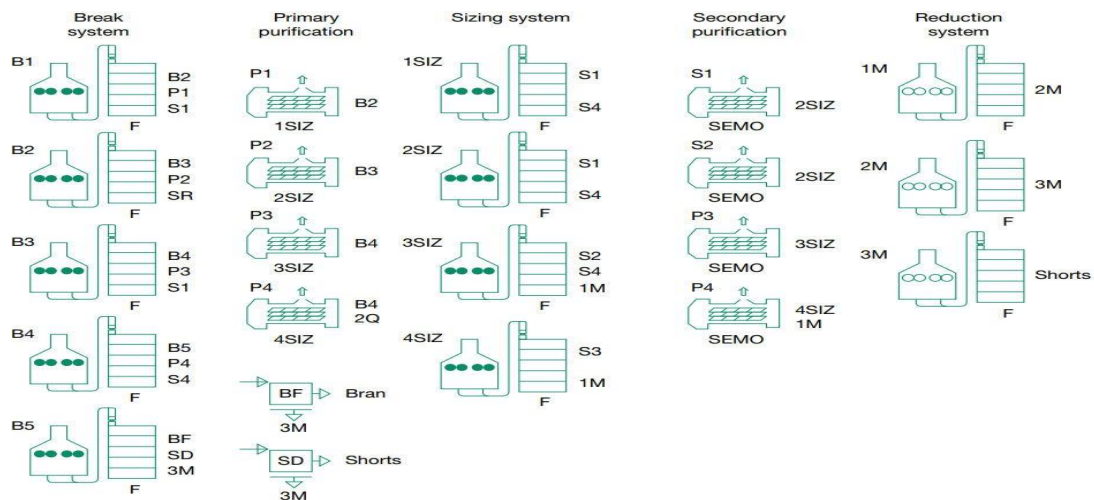 Break
system
B1
B2
P1
S1
F
B2
B3
P2
SR
F
B3
B4
P3
S1
F
B4
B5
P4
S4
F
B5
BF
SD
3M
F
Primary
purification
P1
B2
1SIZ
P2
B3
2SIZ
P3
B4
3SIZ
P4
B4
2Q
4SIZ
BF
Bran
3M
SD
Shorts
3M
Sizing system
1SIZ
S1
S4
F
2SIZ
S1
S4
F
3SIZ
S2
S4
1M
F
4SIZ
S3
1M
F
Secondary
purification
S1
2SIZ
SEMO
S2
2SIZ
SEMO
P3
3SIZ
SEMO
P4
4SIZ
1M
SEMO
Reduction
system
1M
2M
F
2M
3M
F
3M
Shorts
F